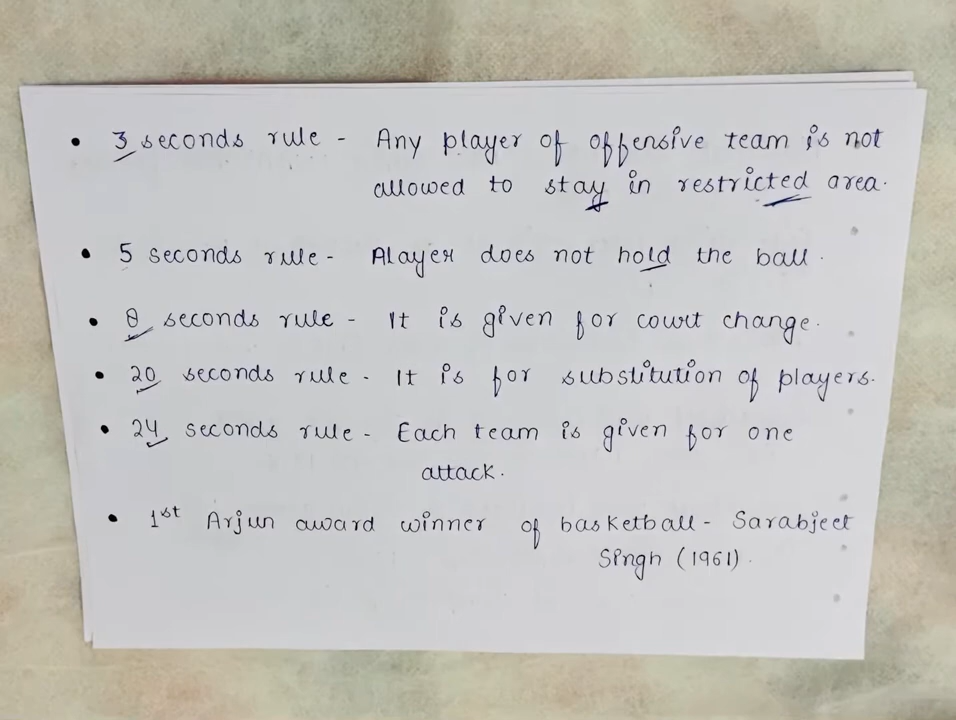 • 3 seconds rule - Any player of offensive team is not
allowed to stay in restricted area.
• 5 seconds rule - Alayer does not hold the ball.
• 8 seconds rule - It is given for court change.
• 20 seconds rule - It is for substitution of players.
• 24 seconds rule - Each team is given for one
attack.
• 1st Arjun award winner of basketball - Sarabjeet
Singh (1961).